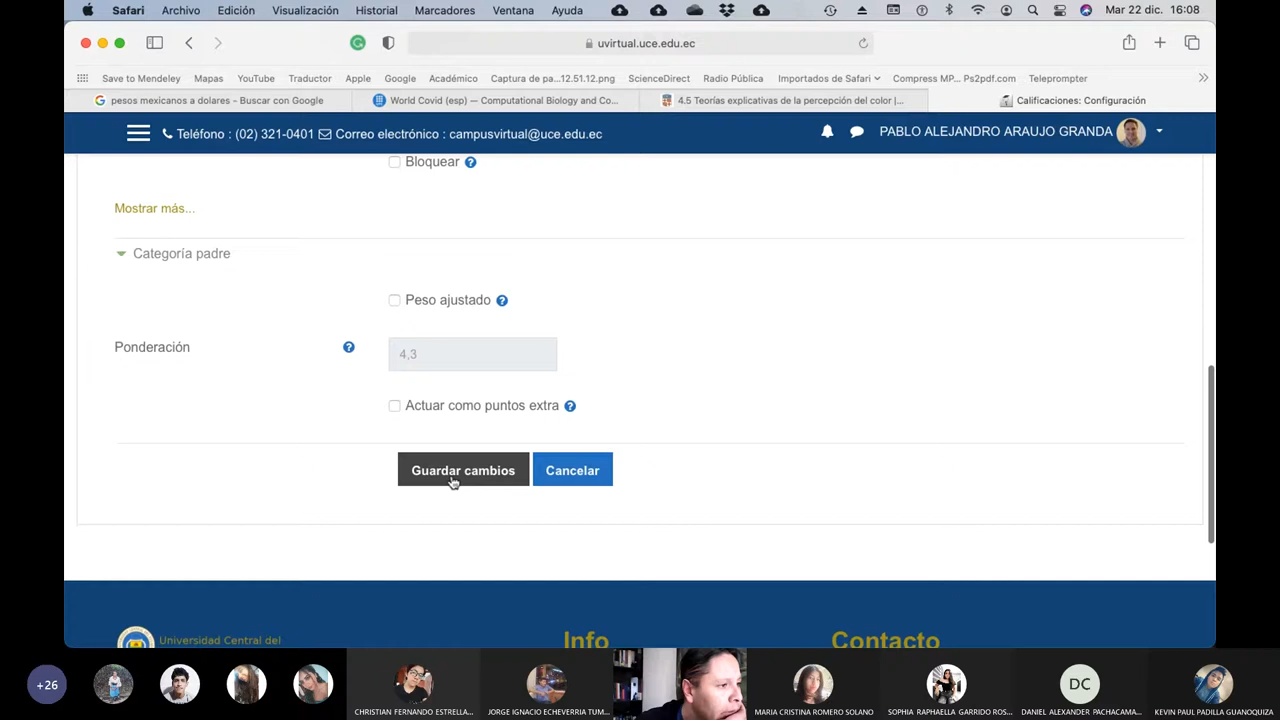 Safari Archivo Edición Visualización Historial Marcadores Ventana Ayuda Mar 22 dic. 16:08
uvirtual.uce.edu.ec
Save to Mendeley Mapas YouTube Traductor Apple Google Académico Captura de pa...12.51.12.png ScienceDirect Radio Pública Importados de Safari Compress MP... Ps2pdf.com Teleprompter
pesos mexicanos a dolares - Buscar con Google World Covid (esp) — Computational Biology and Co... 4.5 Teorías explicativas de la percepción del color |... Calificaciones: Configuración
Teléfono : (02) 321-0401 Correo electrónico : campusvirtual@uce.edu.ec PABLO ALEJANDRO ARAUJO GRANDA
Bloquear
Mostrar más...
Categoría padre
Peso ajustado
Ponderación 4,3
Actuar como puntos extra
Guardar cambios Cancelar
Universidad Central del Info Contacto
+26 DC
CHRISTIAN FERNANDO ESTRELLA... JORGE IGNACIO ECHEVERRIA TUM... MARIA CRISTINA ROMERO SOLANO SOPHIA RAPHAELLA GARRIDO ROS... DANIEL ALEXANDER PACHACAMA... KEVIN PAUL PADILLA GUANOQUIZA